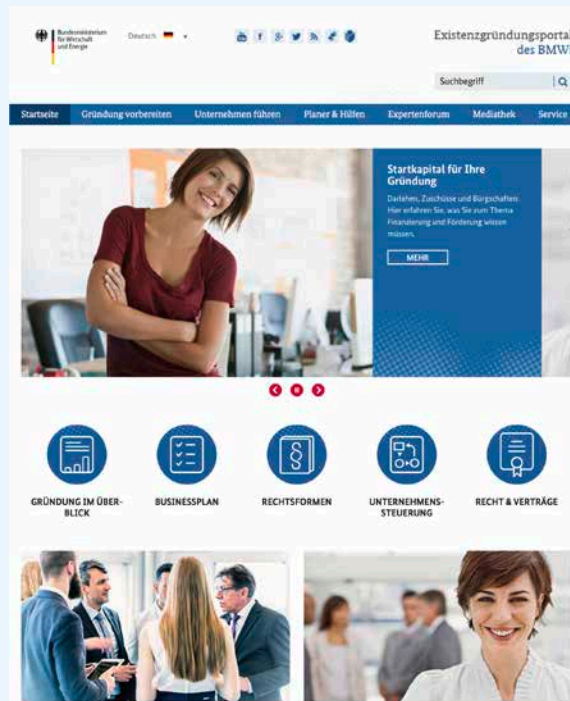 Bundesministerium
für Wirtschaft
und Energie
Deutsch
Existenzgründungsportal
des BMWi
Suchbegriff
Startseite Gründung vorbereiten Unternehmen führen Planer & Hilfen Expertenforum Mediathek Service
Startkapital für Ihre
Gründung
Darlehen, Zuschüsse und Bürgschaften:
Hier erfahren Sie, was Sie zum Thema
Finanzierung und Förderung wissen
müssen.
MEHR
GRÜNDUNG IM ÜBER-
BLICK
BUSINESSPLAN
RECHTSFORMEN
UNTERNEHMENS-
STEUERUNG
RECHT & VERTRÄGE